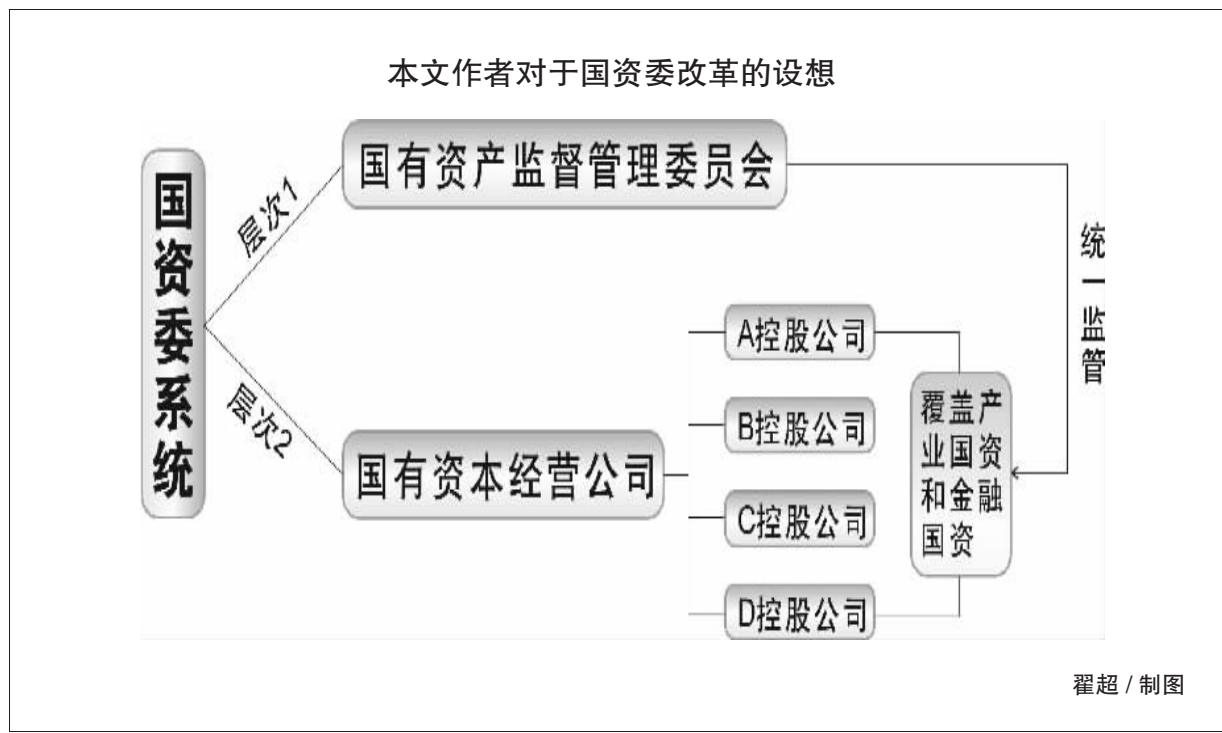 本文作者对于国资委改革的设想
国资委系统
层次1
国有资产监督管理委员会
统一监管
层次2
国有资本经营公司
A控股公司
B控股公司
C控股公司
D控股公司
覆盖产
业国资
和金融
国资
翟超 / 制图